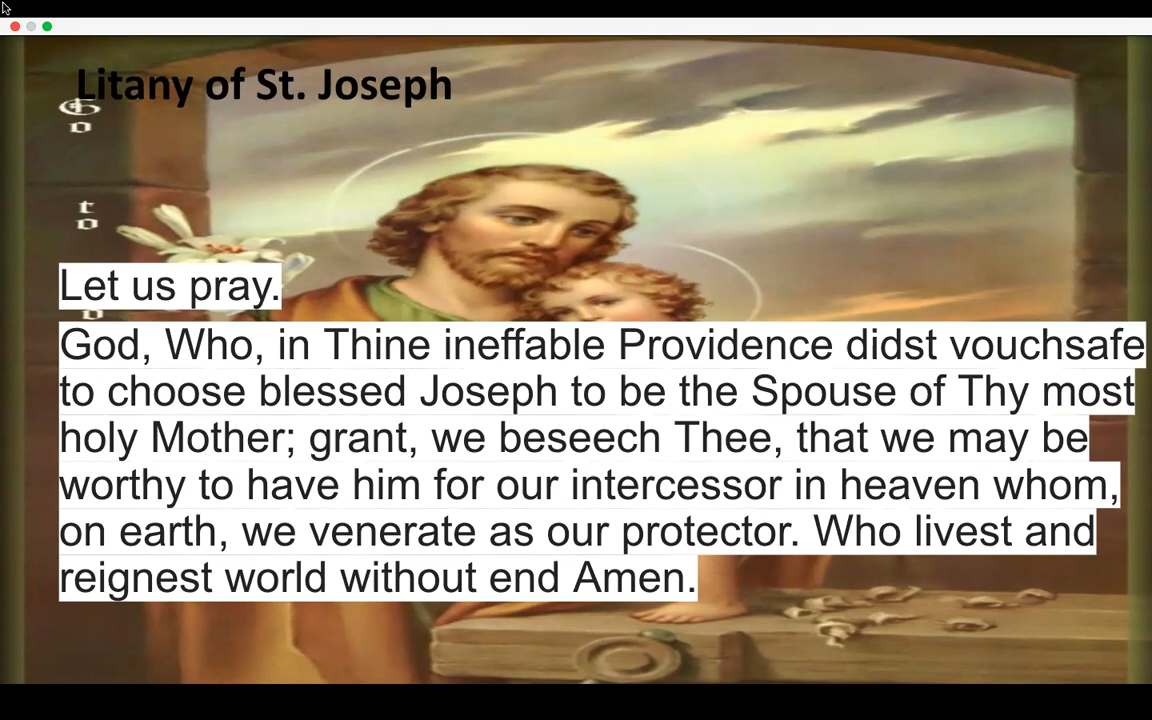 Litany of St. Joseph
Go
to
Let us pray.
God, Who, in Thine ineffable Providence didst vouchsafe
to choose blessed Joseph to be the Spouse of Thy most
holy Mother; grant, we beseech Thee, that we may be
worthy to have him for our intercessor in heaven whom,
on earth, we venerate as our protector. Who livest and
reignest world without end Amen.